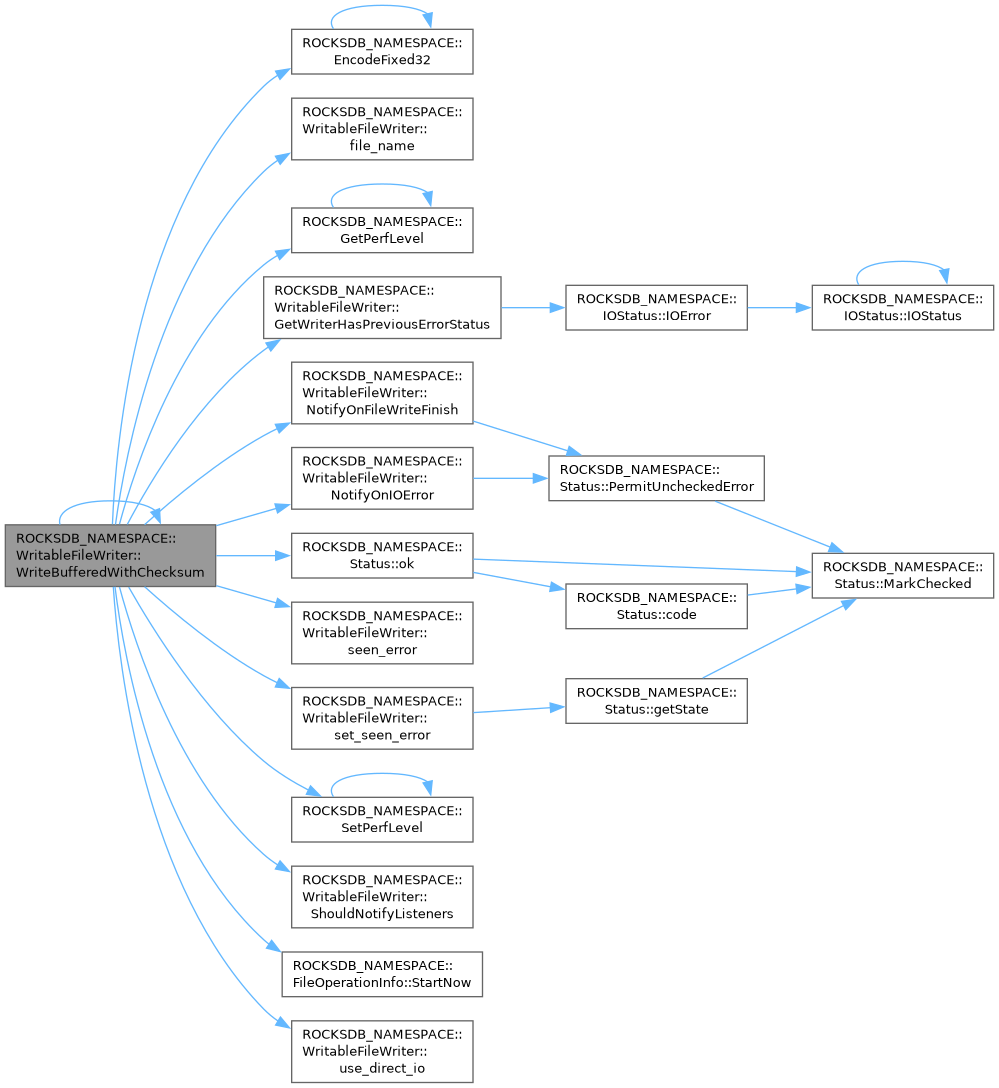 ROCKSDB_NAMESPACE::
EncodeFixed32
ROCKSDB_NAMESPACE::
WritableFileWriter::
file_name
ROCKSDB_NAMESPACE::
GetPerfLevel
ROCKSDB_NAMESPACE::
WritableFileWriter::
GetWriterHasPreviousErrorStatus
ROCKSDB_NAMESPACE::
IOStatus::IOError
ROCKSDB_NAMESPACE::
IOStatus::IOStatus
ROCKSDB_NAMESPACE::
WritableFileWriter::
NotifyOnFileWriteFinish
ROCKSDB_NAMESPACE::
WritableFileWriter::
NotifyOnIOError
ROCKSDB_NAMESPACE::
Status::PermitUncheckedError
ROCKSDB_NAMESPACE::
WritableFileWriter::
WriteBufferedWithChecksum
ROCKSDB_NAMESPACE::
Status::ok
ROCKSDB_NAMESPACE::
Status::MarkChecked
ROCKSDB_NAMESPACE::
Status::code
ROCKSDB_NAMESPACE::
WritableFileWriter::
seen_error
ROCKSDB_NAMESPACE::
WritableFileWriter::
set_seen_error
ROCKSDB_NAMESPACE::
Status::getState
ROCKSDB_NAMESPACE::
SetPerfLevel
ROCKSDB_NAMESPACE::
WritableFileWriter::
ShouldNotifyListeners
ROCKSDB_NAMESPACE::
FileOperationInfo::StartNow
ROCKSDB_NAMESPACE::
WritableFileWriter::
use_direct_io